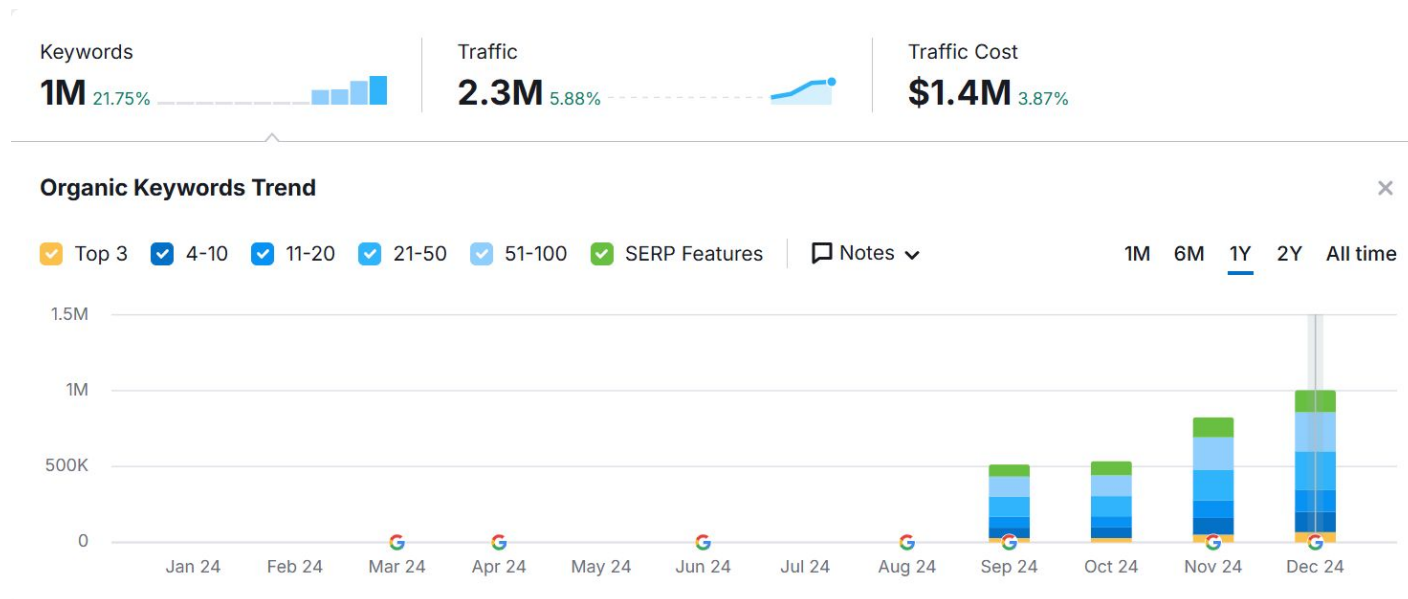 Keywords Traffic Traffic Cost
1M 21.75% 2.3M 5.88% $1.4M 3.87%
Organic Keywords Trend
Top 3 4-10 11-20 21-50 51-100 SERP Features Notes 1M 6M 1Y 2Y All time
1.5M
1M
500K
0
Jan 24 Feb 24 Mar 24 Apr 24 May 24 Jun 24 Jul 24 Aug 24 Sep 24 Oct 24 Nov 24 Dec 24